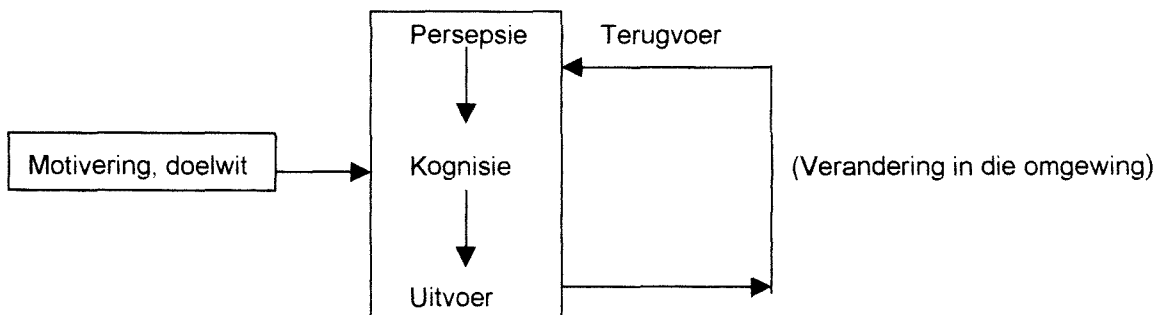 Persepsie
Terugvoer
Motivering, doelwit
Kognisie
(Verandering in die omgewing)
Uitvoer